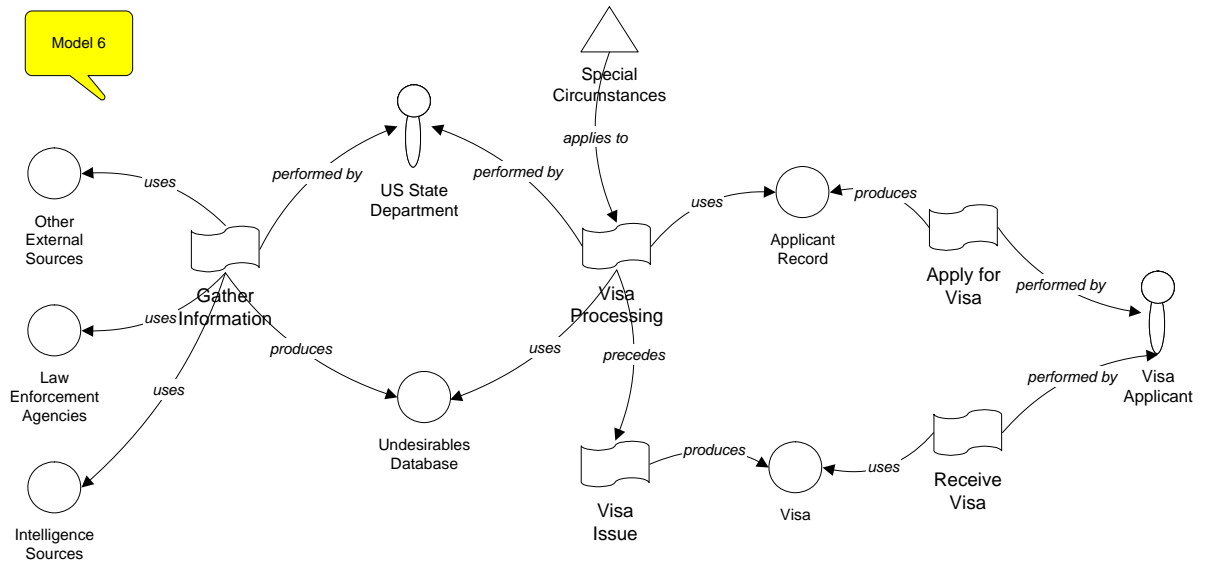 Model 6
Special
Circumstances
applies to
performed by
performed by
US State
Department
uses
Other
External
Sources
Gather
Information
uses
Law
Enforcement
Agencies
uses
Intelligence
Sources
produces
Undesirables
Database
uses
Visa
Processing
precedes
uses
Applicant
Record
produces
Apply for
Visa
performed by
Visa
Applicant
performed by
Receive
Visa
uses
Visa
produces
Visa
Issue